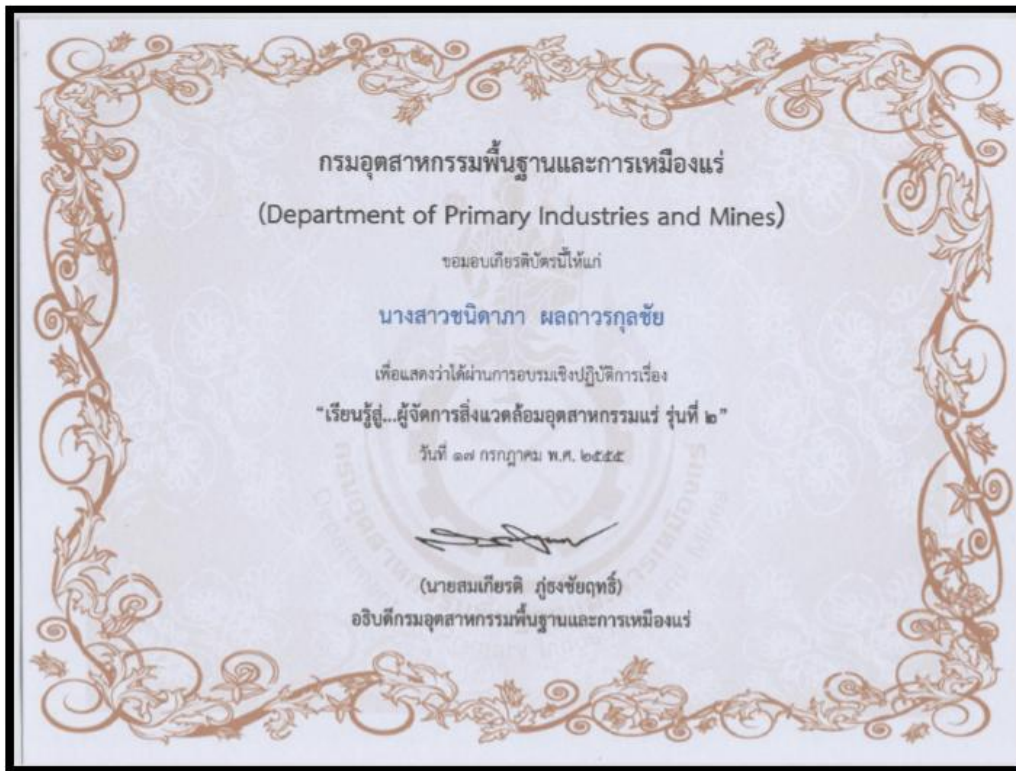 กรมอุตสาหกรรมพื้นฐานและการเหมืองแร่
(Department of Primary Industries and Mines)
ขอมอบเกียรติบัตรนี้ให้แก่
นางสาวชนิดาภา ผลถาวรกุลชัย
เพื่อแสดงว่าได้ผ่านการอบรมเชิงปฏิบัติการเรื่อง
“เรียนรู้สู่...ผู้จัดการสิ่งแวดล้อมอุตสาหกรรมแร่ รุ่นที่ ๒”
วันที่ ๑๗ กรกฎาคม พ.ศ. ๒๕๕๕
(นายสมเกียรติ ภู่ธงชัยฤทธิ์)
อธิบดีกรมอุตสาหกรรมพื้นฐานและการเหมืองแร่